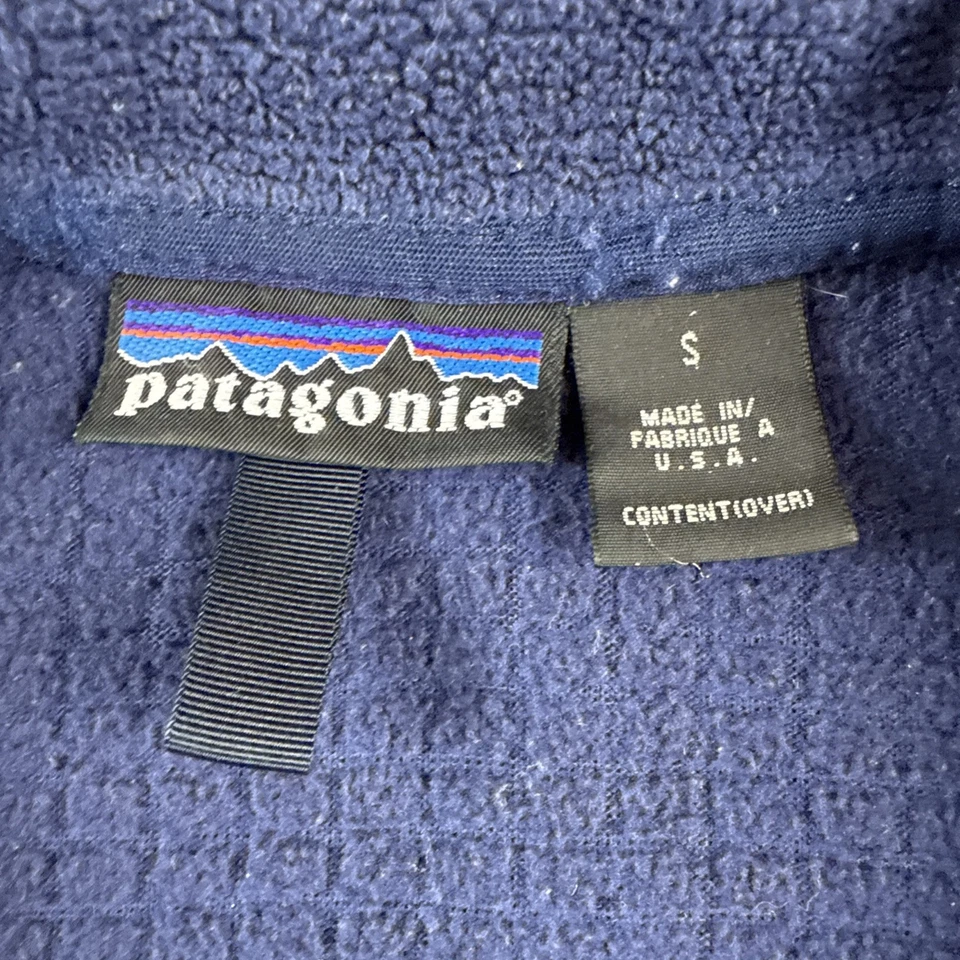 patagonia®
S
MADE IN/
FABRIQUE A
U.S.A.
CONTENT(OVER)